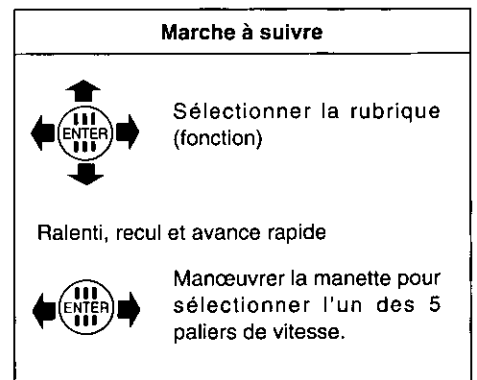 Marche à suivre
ENTER
Sélectionner la rubrique
(fonction)
Ralenti, recul et avance rapide
ENTER
Manœuvrer la manette pour
sélectionner l'un des 5
paliers de vitesse.